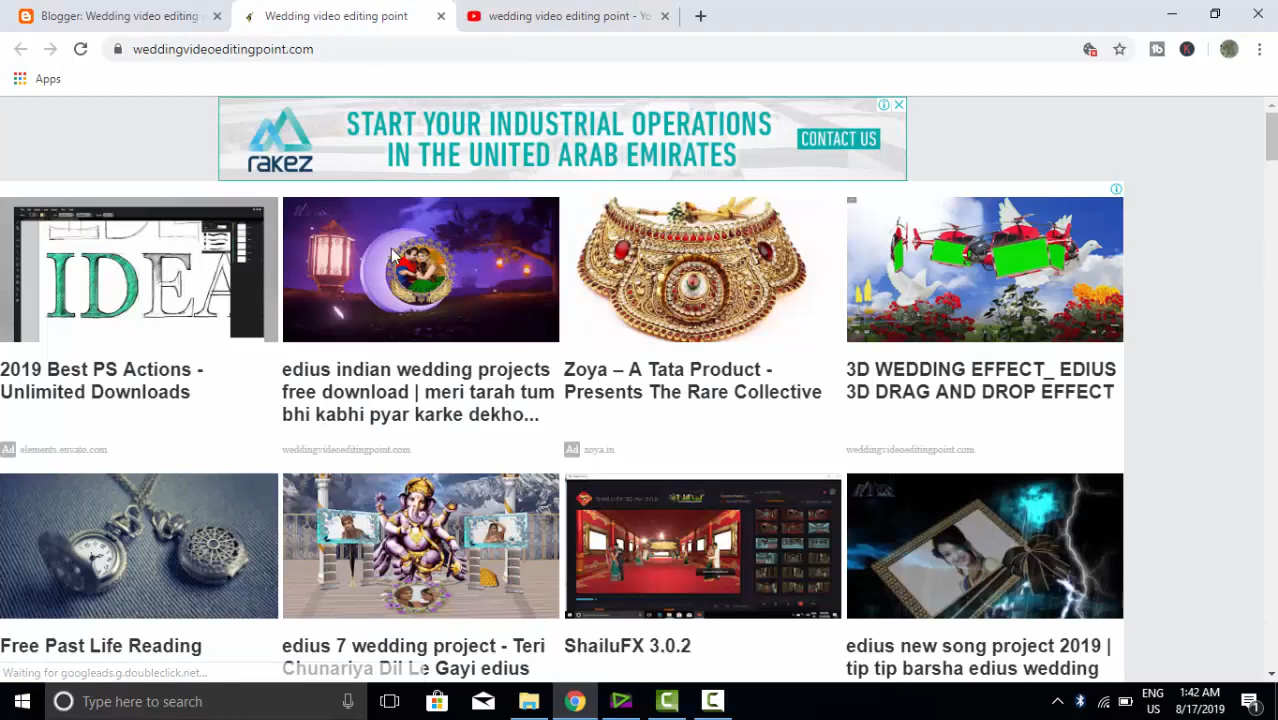 Blogger: Wedding video editing
Wedding video editing point
wedding video editing point - Yo
weddingvideoeditingpoint.com
Apps
START YOUR INDUSTRIAL OPERATIONS
IN THE UNITED ARAB EMIRATES
rakez
CONTACT US
IDEA
2019 Best PS Actions -
Unlimited Downloads
Ad elements.envato.com
edius indian wedding projects
free download | meri tarah tum
bhi kabhi pyar karke dekho...
weddingvideoeditingpoint.com
Zoya – A Tata Product -
Presents The Rare Collective
Ad zoya.in
3D WEDDING EFFECT_ EDIUS
3D DRAG AND DROP EFFECT
weddingvideoeditingpoint.com
Free Past Life Reading
edius 7 wedding project - Teri
Chunariya Dil Le Gayi edius
ShailuFX 3.0.2
edius new song project 2019 |
tip tip barsha edius wedding
Waiting for googleads.g.doubleclick.net...
Type here to search
ENG
US
1:42 AM
8/17/2019